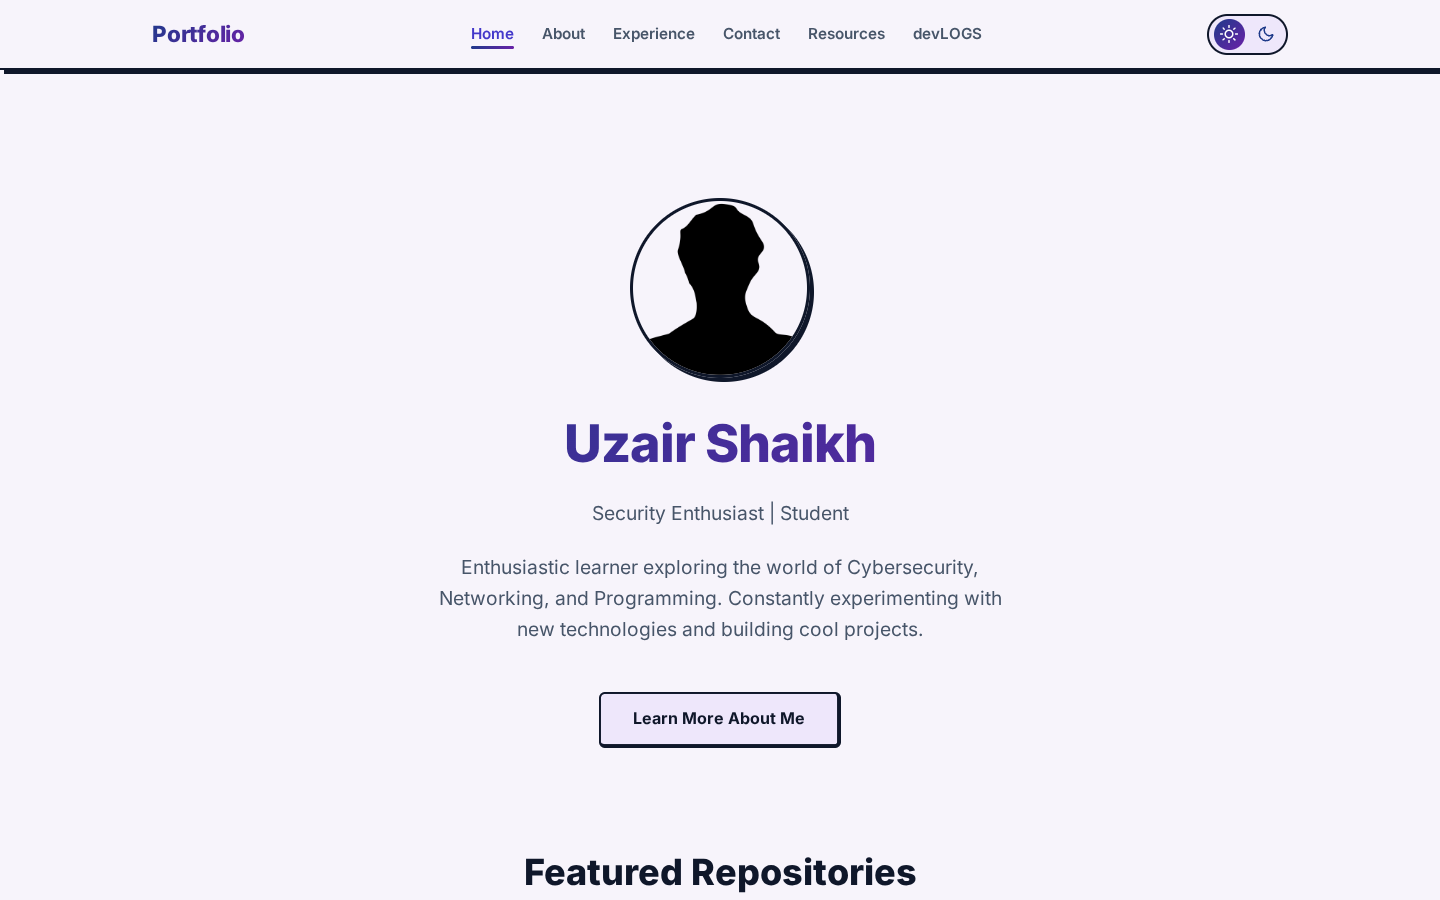 Portfolio
Home About Experience Contact Resources devLOGS
Uzair Shaikh
Security Enthusiast | Student
Enthusiastic learner exploring the world of Cybersecurity,
Networking, and Programming. Constantly experimenting with
new technologies and building cool projects.
Learn More About Me
Featured Repositories